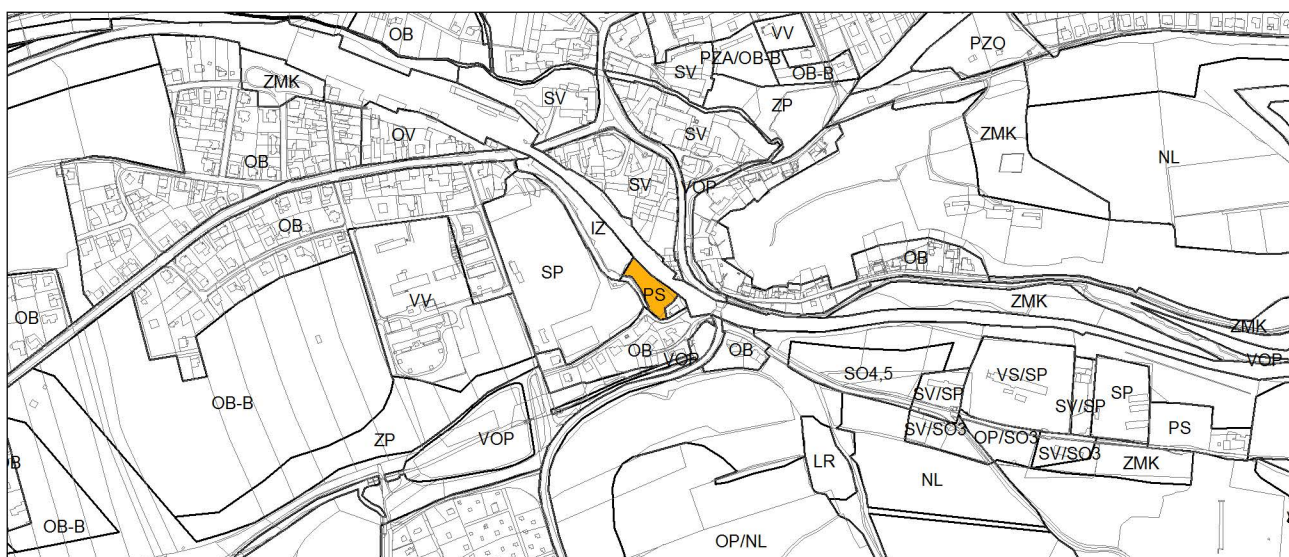 OB
VV
PZO
PZA/OB-B
SV
OB-B
ZMK
SV
ZP
OV
SV
ZMK
NL
OB
SV
VOP
OB
IZ
OB
SP
VV
PS
ZMK
OB
ZMK
OB
VOP
OB
VOP
SO4,5
VS/SP
SV/SP
SP
SV/SP
OB-B
PS
SV/SO3
OP/SO3
ZP
VOP
SV/SO3
OB
LR
ZMK
NL
OB-B
OP/NL